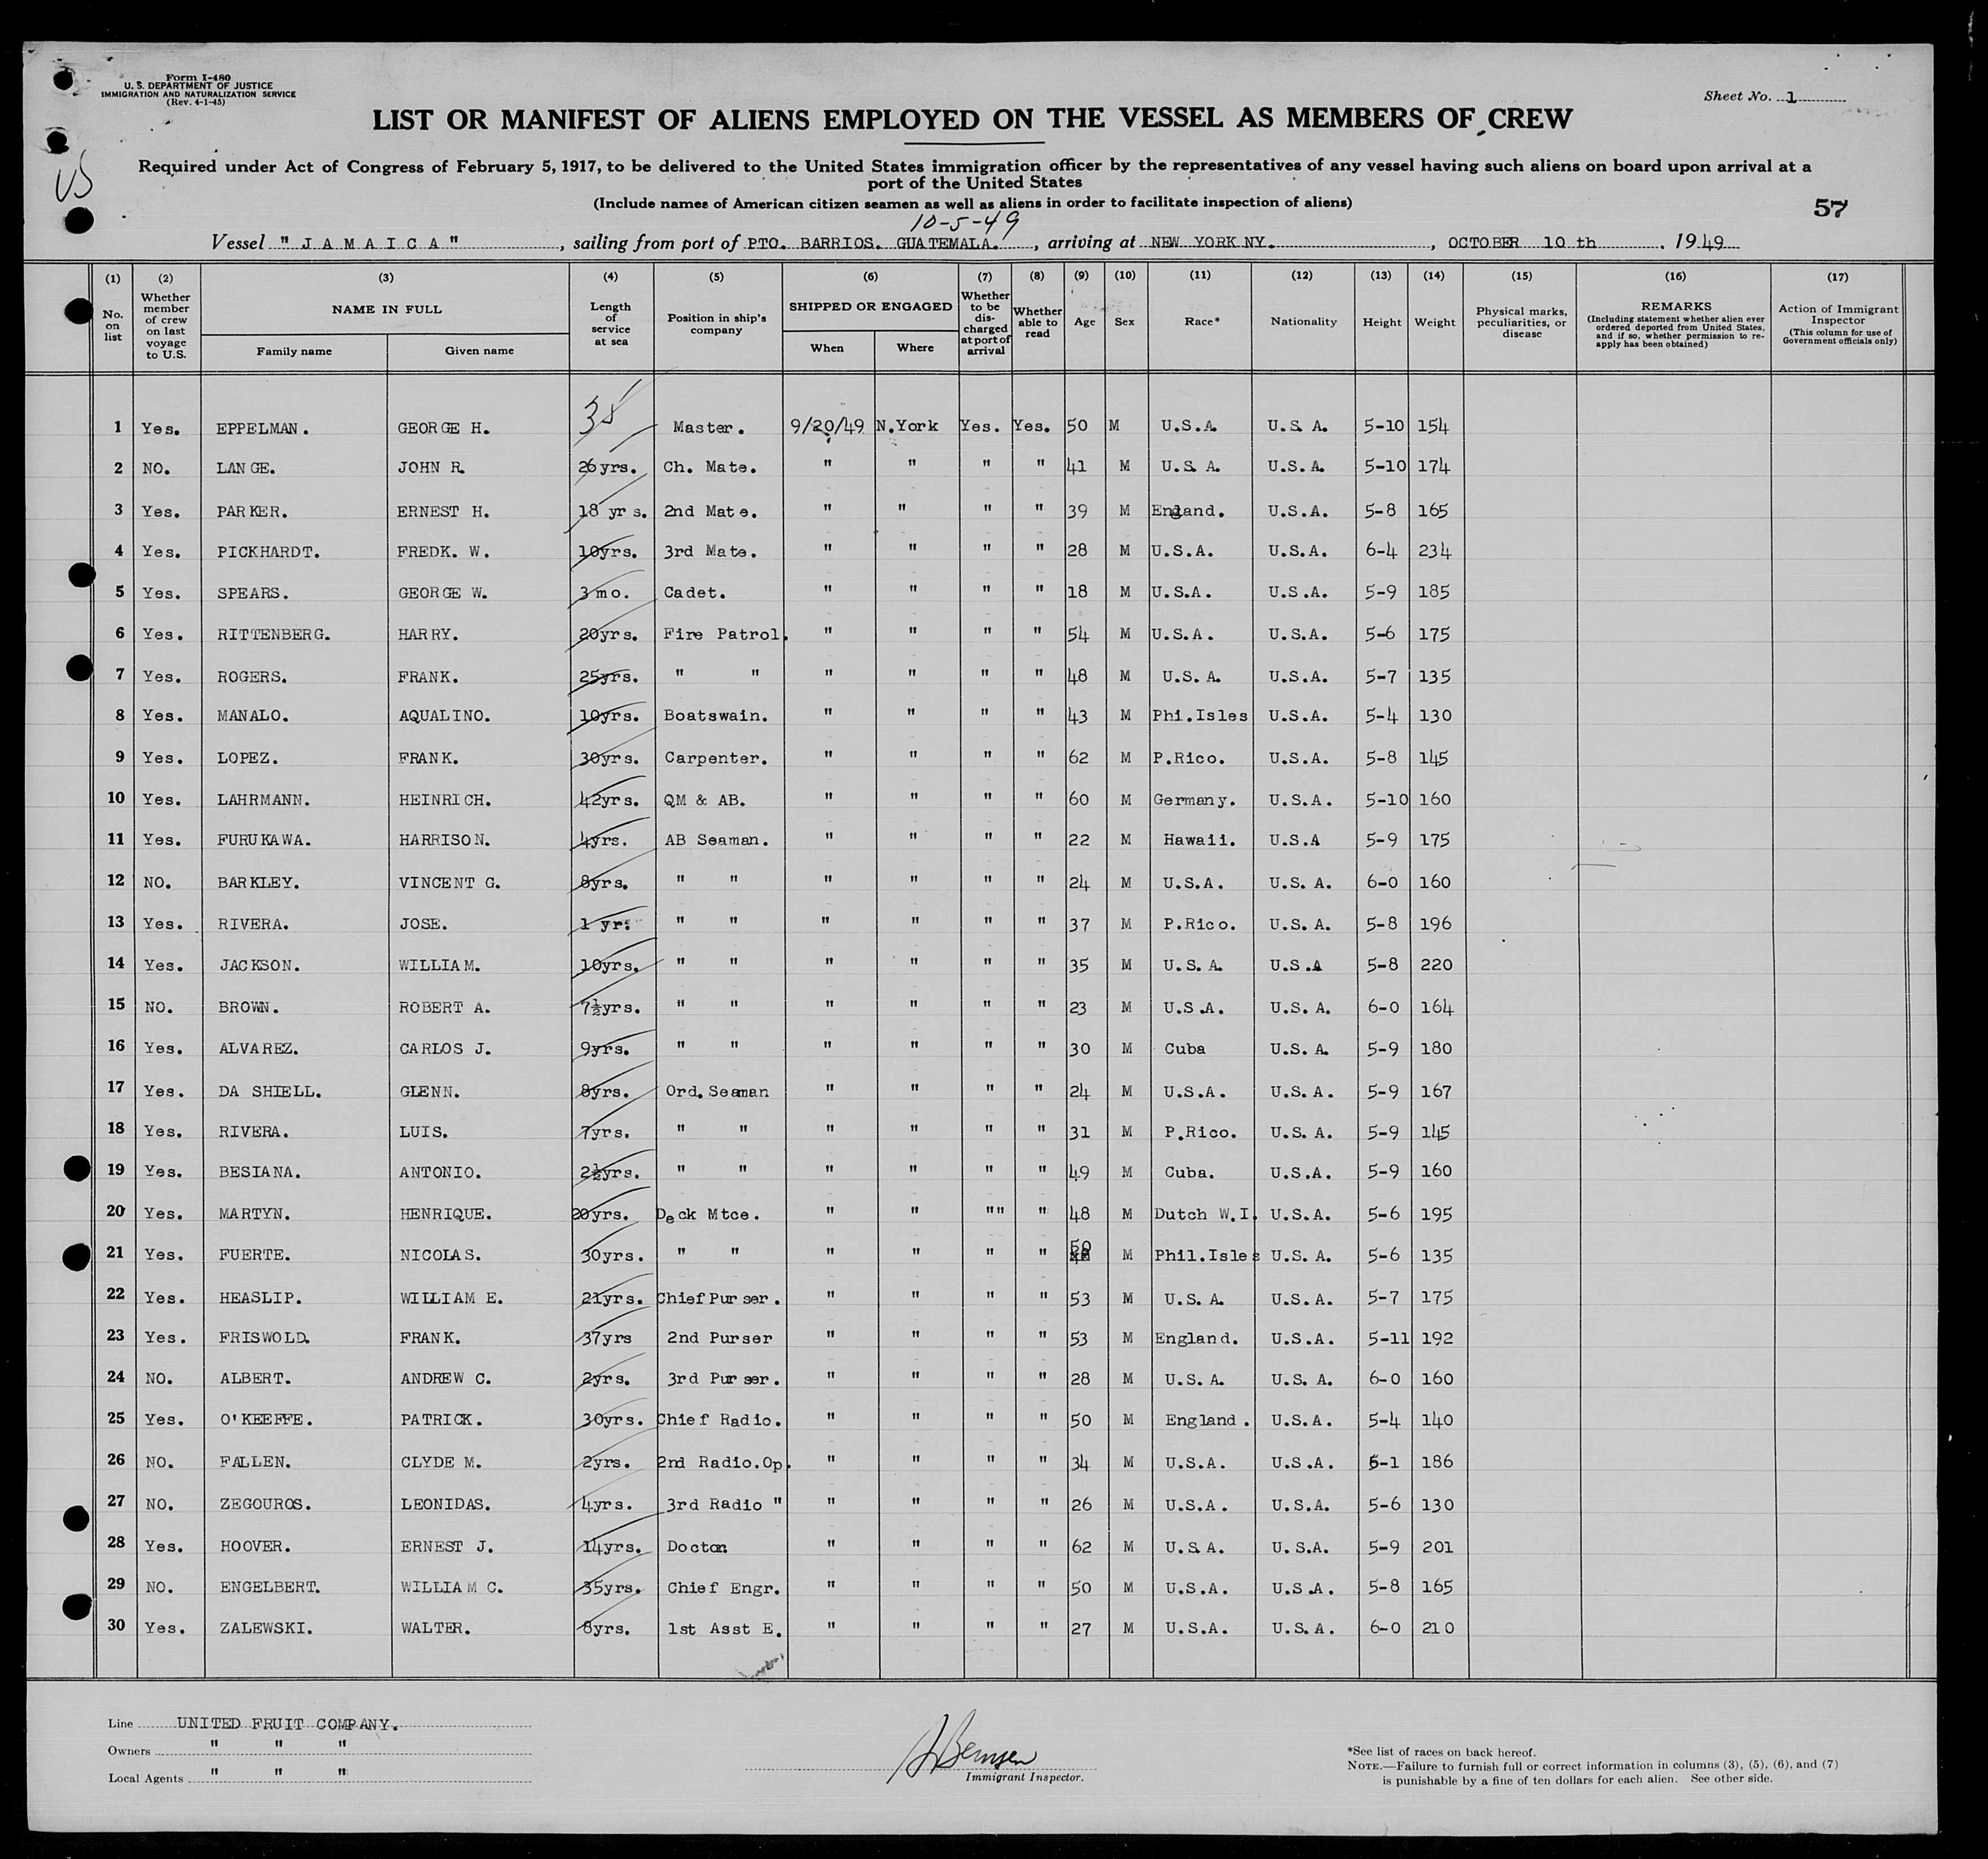 Form I-480
U. S. DEPARTMENT OF JUSTICE
IMMIGRATION AND NATURALIZATION SERVICE
(Rev. 4-1-45)
Sheet No. 1
LIST OR MANIFEST OF ALIENS EMPLOYED ON THE VESSEL AS MEMBERS OF CREW
Required under Act of Congress of February 5, 1917, to be delivered to the United States immigration officer by the representatives of any vessel having such aliens on board upon arrival at a
port of the United States
(Include names of American citizen seamen as well as aliens in order to facilitate inspection of aliens)
57
10-5-49
Vessel "JAMAICA", sailing from port of PTO. BARRIOS. GUATEMALA., arriving at NEW YORK NY., OCTOBER 10 th, 1949
(1) (2) (3) (4) (5) (6) (7) (8) (9) (10) (11) (12) (13) (14) (15) (16) (17)
No. on list Whether member of crew on last voyage to U.S. NAME IN FULL Family name Given name Length of service at sea Position in ship's company SHIPPED OR ENGAGED When Where Whether to be discharged at port of arrival Whether able to read Age Sex Race* Nationality Height Weight Physical marks, peculiarities, or disease REMARKS (Including statement whether alien ever ordered deported from United States, and if so, whether permission to re-apply has been obtained) Action of Immigrant Inspector (This column for use of Government officials only)
1 Yes. EPPELMAN. GEORGE H. Master. 9/20/49 N.York Yes. Yes. 50 M U.S.A. U.S.A. 5-10 154
2 NO. LANGE. JOHN R. 26yrs. Ch. Mate. " " " " 41 M U.S.A. U.S.A. 5-10 174
3 Yes. PARKER. ERNEST H. 18 yrs. 2nd Mate. " " " " 39 M England. U.S.A. 5-8 165
4 Yes. PICKHARDT. FREDK. W. 10yrs. 3rd Mate. " " " " 28 M U.S.A. U.S.A. 6-4 234
5 Yes. SPEARS. GEORGE W. 3mo. Cadet. " " " " 18 M U.S.A. U.S.A. 5-9 185
6 Yes. RITTENBERG. HARRY. 20yrs. Fire Patrol. " " " " 54 M U.S.A. U.S.A. 5-6 175
7 Yes. ROGERS. FRANK. 25yrs. " " " " " " 48 M U.S.A. U.S.A. 5-7 135
8 Yes. MANALO. AQUALINO. 10yrs. Boatswain. " " " " 43 M Phi.Isles U.S.A. 5-4 130
9 Yes. LOPEZ. FRANK. 30yrs. Carpenter. " " " " 62 M P.Rico. U.S.A. 5-8 145
10 Yes. LAHRMANN. HEINRICH. 42yrs. QM & AB. " " " " 60 M Germany. U.S.A. 5-10 160
11 Yes. FURUKAWA. HARRISON. 4yrs. AB Seaman. " " " " 22 M Hawaii. U.S.A 5-9 175
12 NO. BARKLEY. VINCENT G. 8yrs. " " " " " " 24 M U.S.A. U.S.A. 6-0 160
13 Yes. RIVERA. JOSE. 1 yr. " " " " " " 37 M P.Rico. U.S.A. 5-8 196
14 Yes. JACKSON. WILLIAM. 10yrs. " " " " " " 35 M U.S.A. U.S.A 5-8 220
15 NO. BROWN. ROBERT A. 7½yrs. " " " " " " 23 M U.S.A. U.S.A. 6-0 164
16 Yes. ALVAREZ. CARLOS J. 9yrs. " " " " " " 30 M Cuba U.S.A. 5-9 180
17 Yes. DA SHIELL. GLENN. 8yrs. Ord.Seaman " " " " 24 M U.S.A. U.S.A. 5-9 167
18 Yes. RIVERA. LUIS. 7yrs. " " " " " " 31 M P.Rico. U.S.A. 5-9 145
19 Yes. BESIANA. ANTONIO. 2½yrs. " " " " " " 49 M Cuba. U.S.A. 5-9 160
20 Yes. MARTYN. HENRIQUE. 20yrs. Deck Mtce. " " "" " 48 M Dutch W.I. U.S.A. 5-6 195
21 Yes. FUERTE. NICOLAS. 30yrs. " " " " " " 50 M Phil.Isles U.S.A. 5-6 135
22 Yes. HEASLIP. WILLIAM E. 21yrs. Chief Purser. " " " " 53 M U.S.A. U.S.A. 5-7 175
23 Yes. FRISWOLD. FRANK. 37yrs 2nd Purser " " " " 53 M England. U.S.A. 5-11 192
24 NO. ALBERT. ANDREW C. 2yrs. 3rd Purser. " " " " 28 M U.S.A. U.S.A. 6-0 160
25 Yes. O'KEEFFE. PATRICK. 30yrs. Chief Radio. " " " " 50 M England. U.S.A. 5-4 140
26 NO. FALLEN. CLYDE M. 2yrs. 2nd Radio.Op. " " " " 34 M U.S.A. U.S.A. 6-1 186
27 NO. ZEGOUROS. LEONIDAS. 4yrs. 3rd Radio " " " " " 26 M U.S.A. U.S.A. 5-6 130
28 Yes. HOOVER. ERNEST J. 14yrs. Doctor. " " " " 62 M U.S.A. U.S.A. 5-9 201
29 NO. ENGELBERT. WILLIAM C. 35yrs. Chief Engr. " " " " 50 M U.S.A. U.S.A. 5-8 165
30 Yes. ZALEWSKI. WALTER. 8yrs. 1st Asst E. " " " " 27 M U.S.A. U.S.A. 6-0 210
Line UNITED FRUIT COMPANY.
Owners " " "
Local Agents " " "
Immigrant Inspector.
*See list of races on back hereof.
NOTE.—Failure to furnish full or correct information in columns (3), (5), (6), and (7)
is punishable by a fine of ten dollars for each alien. See other side.